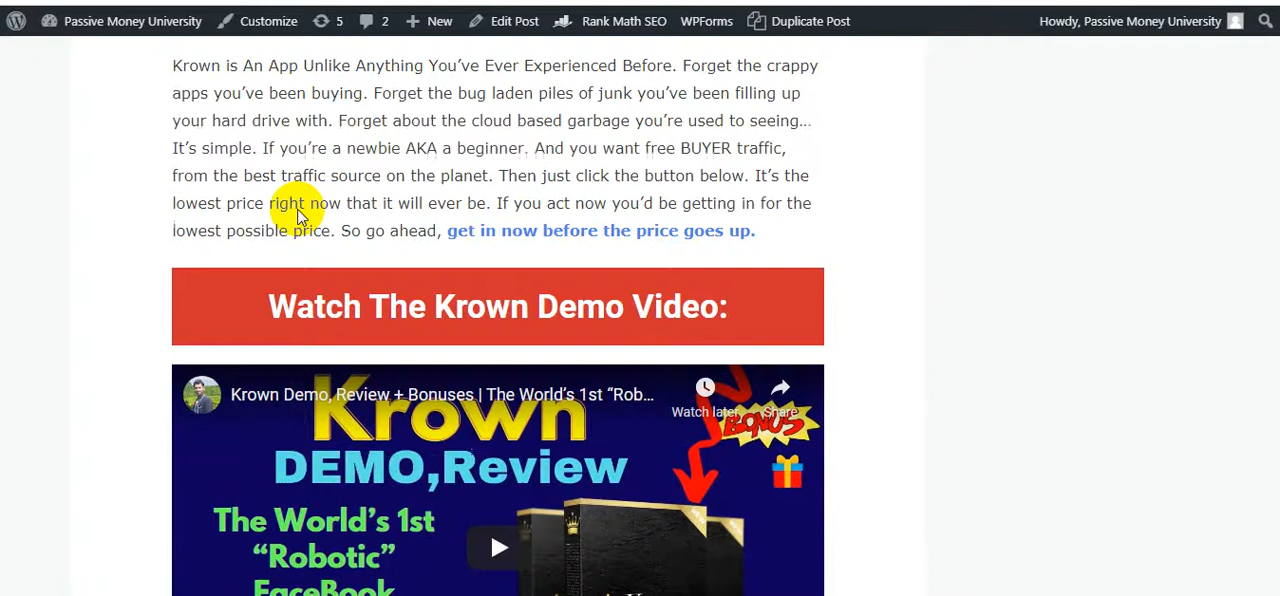 Passive Money University Customize 5 2 New Edit Post Rank Math SEO WPForms Duplicate Post Howdy, Passive Money University
Krown is An App Unlike Anything You've Ever Experienced Before. Forget the crappy
apps you've been buying. Forget the bug laden piles of junk you've been filling up
your hard drive with. Forget about the cloud based garbage you're used to seeing…
It's simple. If you're a newbie AKA a beginner. And you want free BUYER traffic,
from the best traffic source on the planet. Then just click the button below. It's the
lowest price right now that it will ever be. If you act now you'd be getting in for the
lowest possible price. So go ahead, get in now before the price goes up.
Watch The Krown Demo Video:
Krown Demo, Review + Bonuses | The World's 1st “Rob...
Watch later Share
Krown
BONUS
DEMO,Review
The World's 1st
“Robotic”
FaceBook